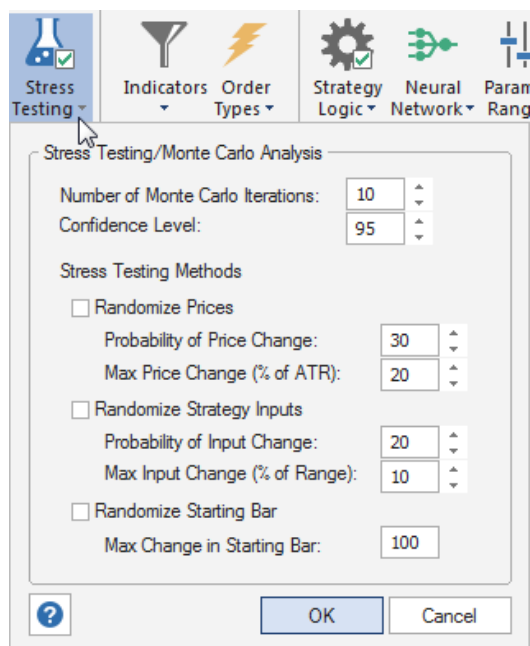 Stress Testing
Indicators
Order Types
Strategy Logic
Neural Network
Param
Rang
Stress Testing/Monte Carlo Analysis
Number of Monte Carlo Iterations: 10
Confidence Level: 95
Stress Testing Methods
Randomize Prices
Probability of Price Change: 30
Max Price Change (% of ATR): 20
Randomize Strategy Inputs
Probability of Input Change: 20
Max Input Change (% of Range): 10
Randomize Starting Bar
Max Change in Starting Bar: 100
?
OK Cancel